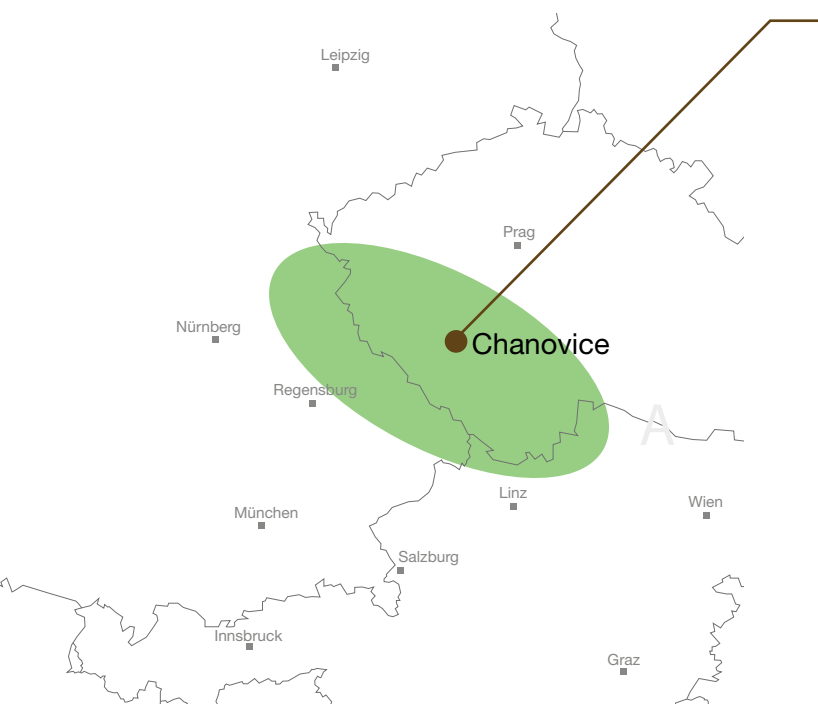 Leipzig
Prag
Nürnberg
Chanovice
Regensburg
A
Linz
Wien
München
Salzburg
Innsbruck
Graz